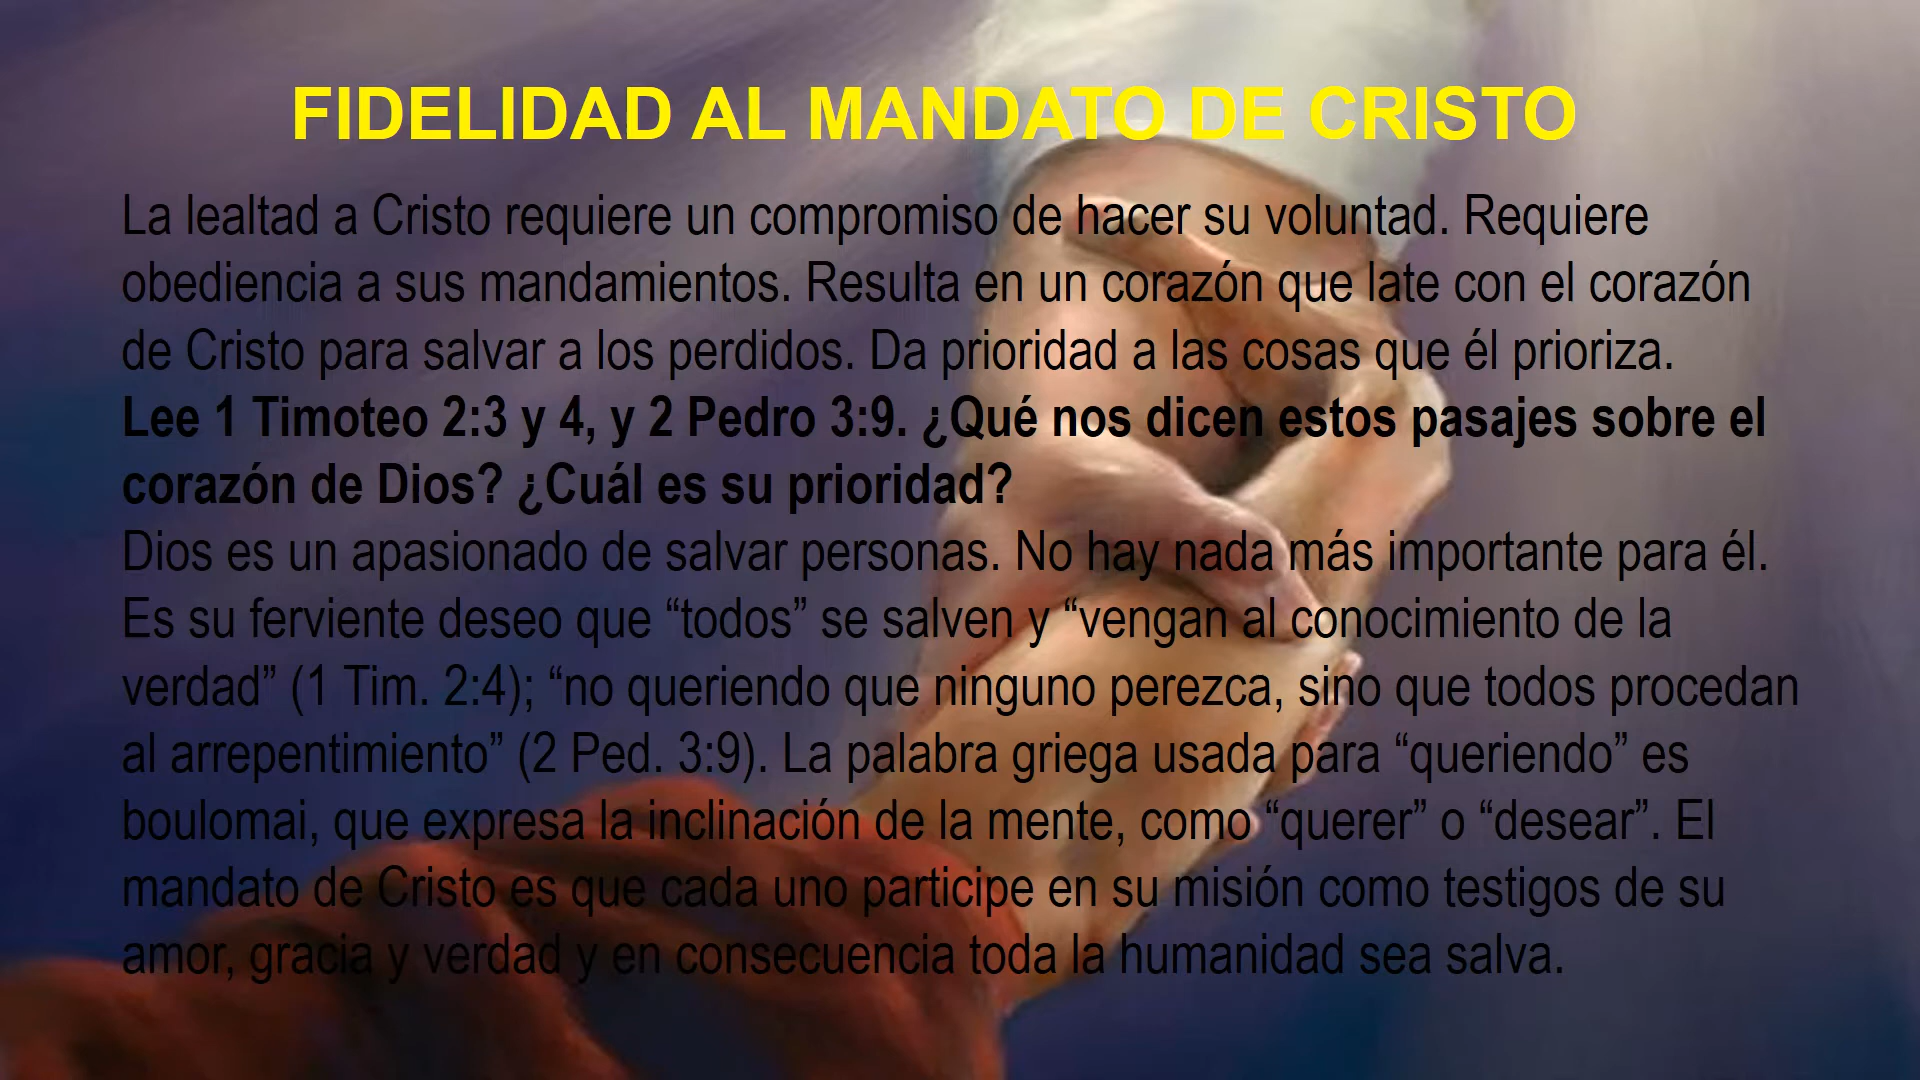 FIDELIDAD AL MANDATO DE CRISTO
La lealtad a Cristo requiere un compromiso de hacer su voluntad. Requiere
obediencia a sus mandamientos. Resulta en un corazón que late con el corazón
de Cristo para salvar a los perdidos. Da prioridad a las cosas que él prioriza.
Lee 1 Timoteo 2:3 y 4, y 2 Pedro 3:9. ¿Qué nos dicen estos pasajes sobre el
corazón de Dios? ¿Cuál es su prioridad?
Dios es un apasionado de salvar personas. No hay nada más importante para él.
Es su ferviente deseo que “todos” se salven y “vengan al conocimiento de la
verdad” (1 Tim. 2:4); “no queriendo que ninguno perezca, sino que todos procedan
al arrepentimiento” (2 Ped. 3:9). La palabra griega usada para “queriendo” es
boulomai, que expresa la inclinación de la mente, como “querer” o “desear”. El
mandato de Cristo es que cada uno participe en su misión como testigos de su
amor, gracia y verdad y en consecuencia toda la humanidad sea salva.